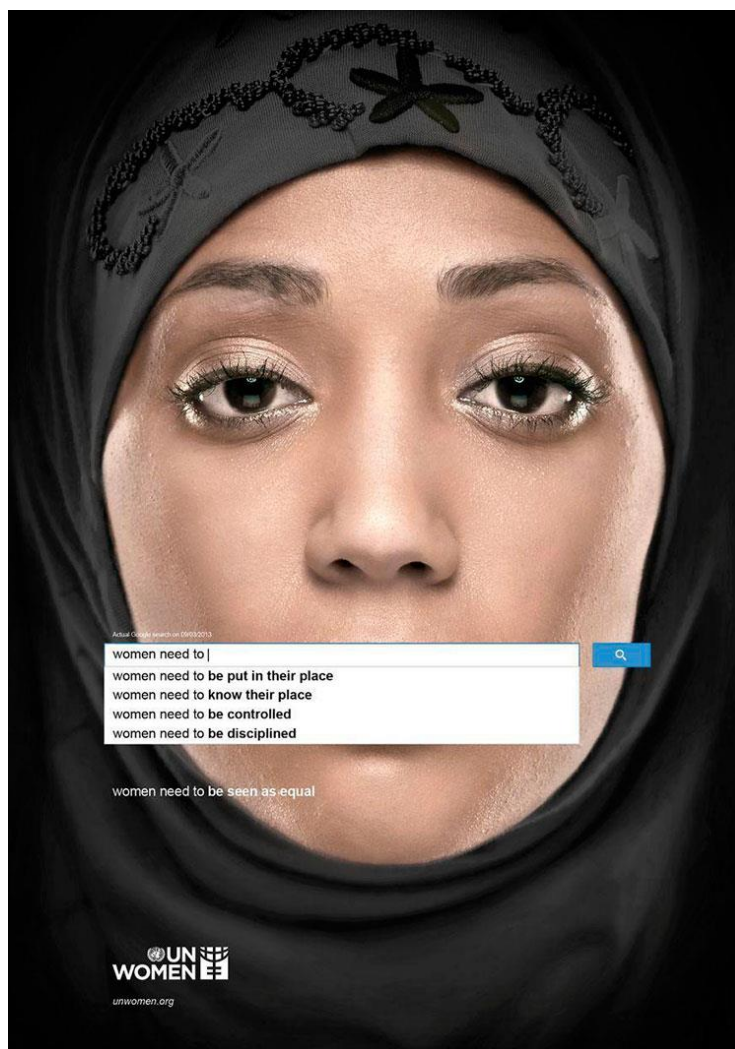 Actual Google search on 09/03/2013
women need to
women need to be put in their place
women need to know their place
women need to be controlled
women need to be disciplined
women need to be seen as equal
UN
WOMEN
unwomen.org